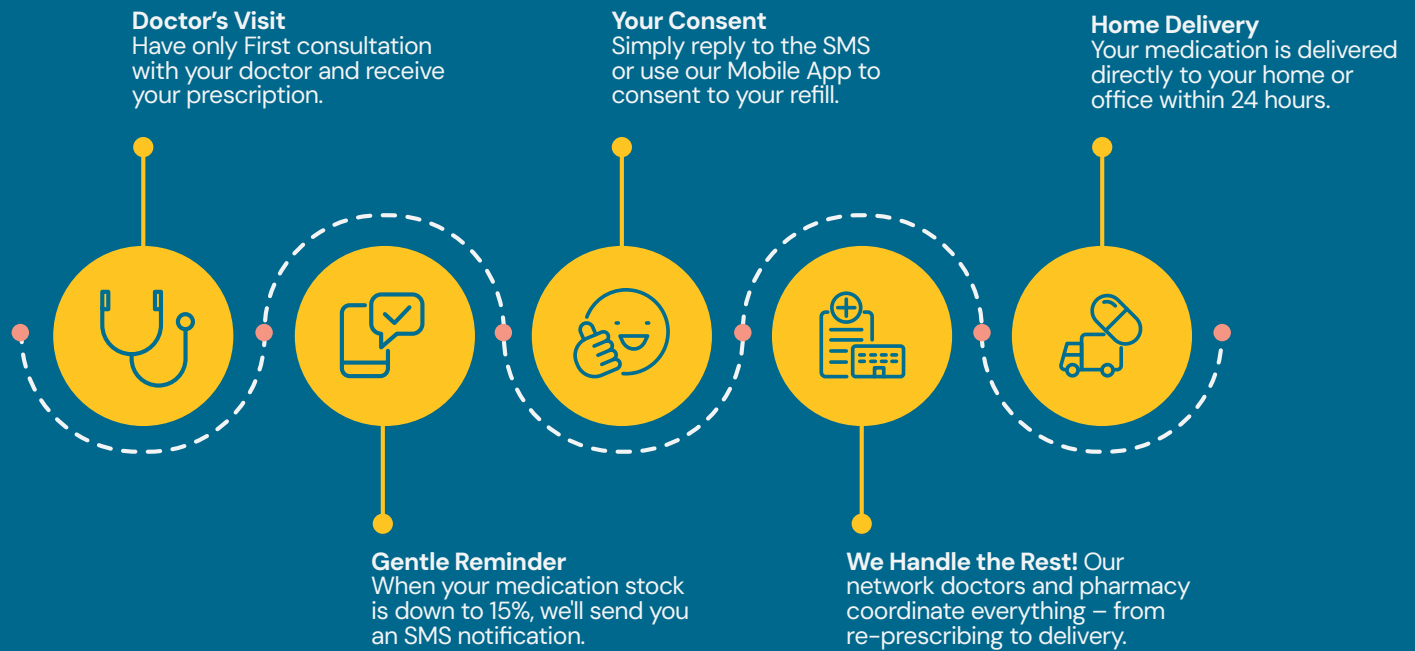 Doctor’s Visit
Have only First consultation
with your doctor and receive
your prescription.
Gentle Reminder
When your medication stock
is down to 15%, we'll send you
an SMS notification.
Your Consent
Simply reply to the SMS
or use our Mobile App to
consent to your refill.
We Handle the Rest! Our
network doctors and pharmacy
coordinate everything – from
re-prescribing to delivery.
Home Delivery
Your medication is delivered
directly to your home or
office within 24 hours.